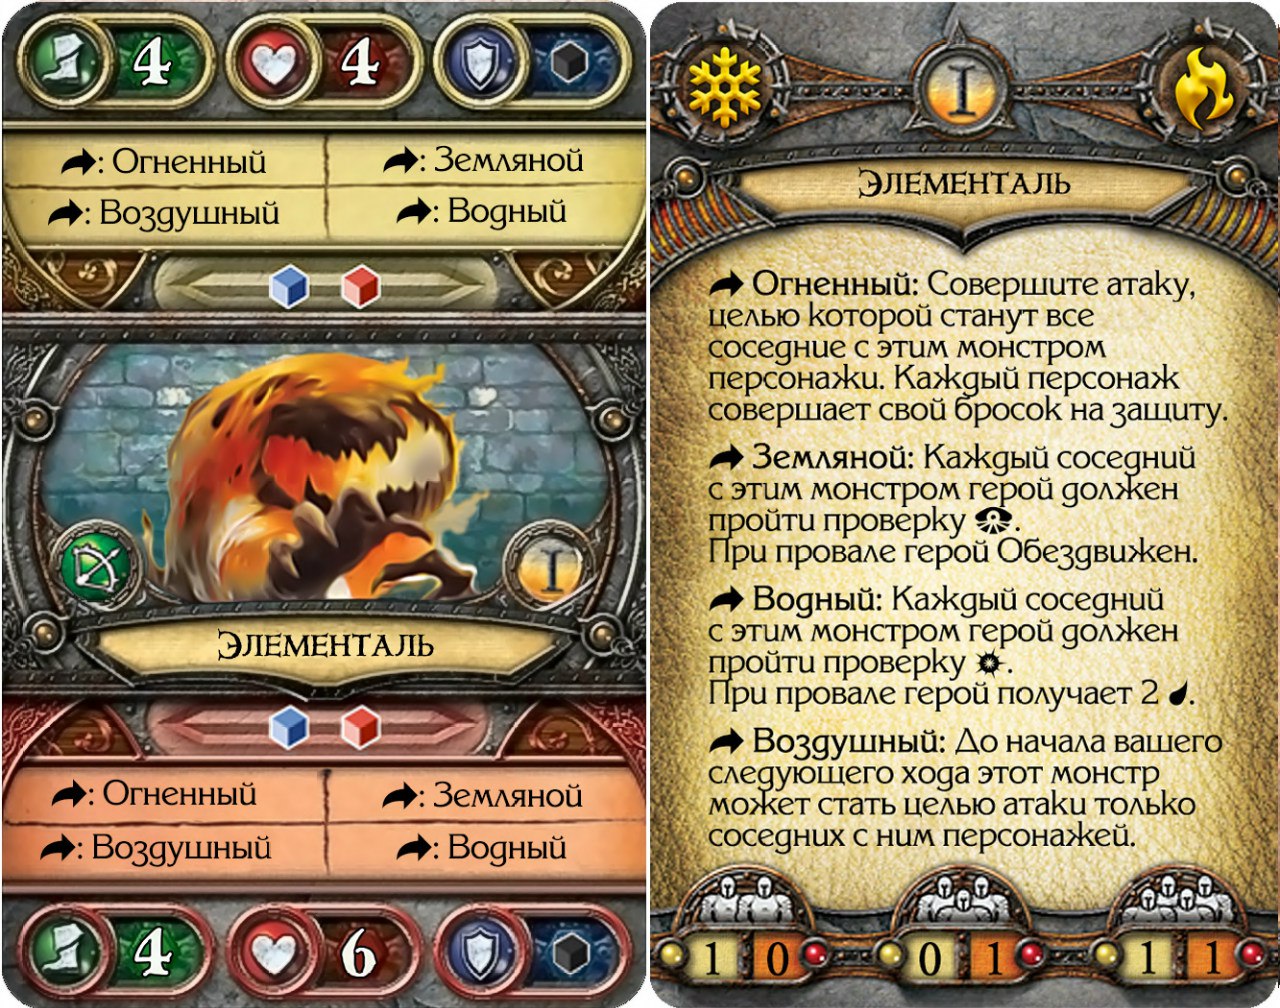 4 4
: Огненный : Земляной
: Воздушный : Водный
I
Элементаль
: Огненный : Земляной
: Воздушный : Водный
4 6
I
Элементаль
Огненный: Совершите атаку,
целью которой станут все
соседние с этим монстром
персонажи. Каждый персонаж
совершает свой бросок на защиту.
Земляной: Каждый соседний
с этим монстром герой должен
пройти проверку .
При провале герой Обездвижен.
Водный: Каждый соседний
с этим монстром герой должен
пройти проверку .
При провале герой получает 2 .
Воздушный: До начала вашего
следующего хода этот монстр
может стать целью атаки только
соседних с ним персонажей.
1 0 0 1 1 1